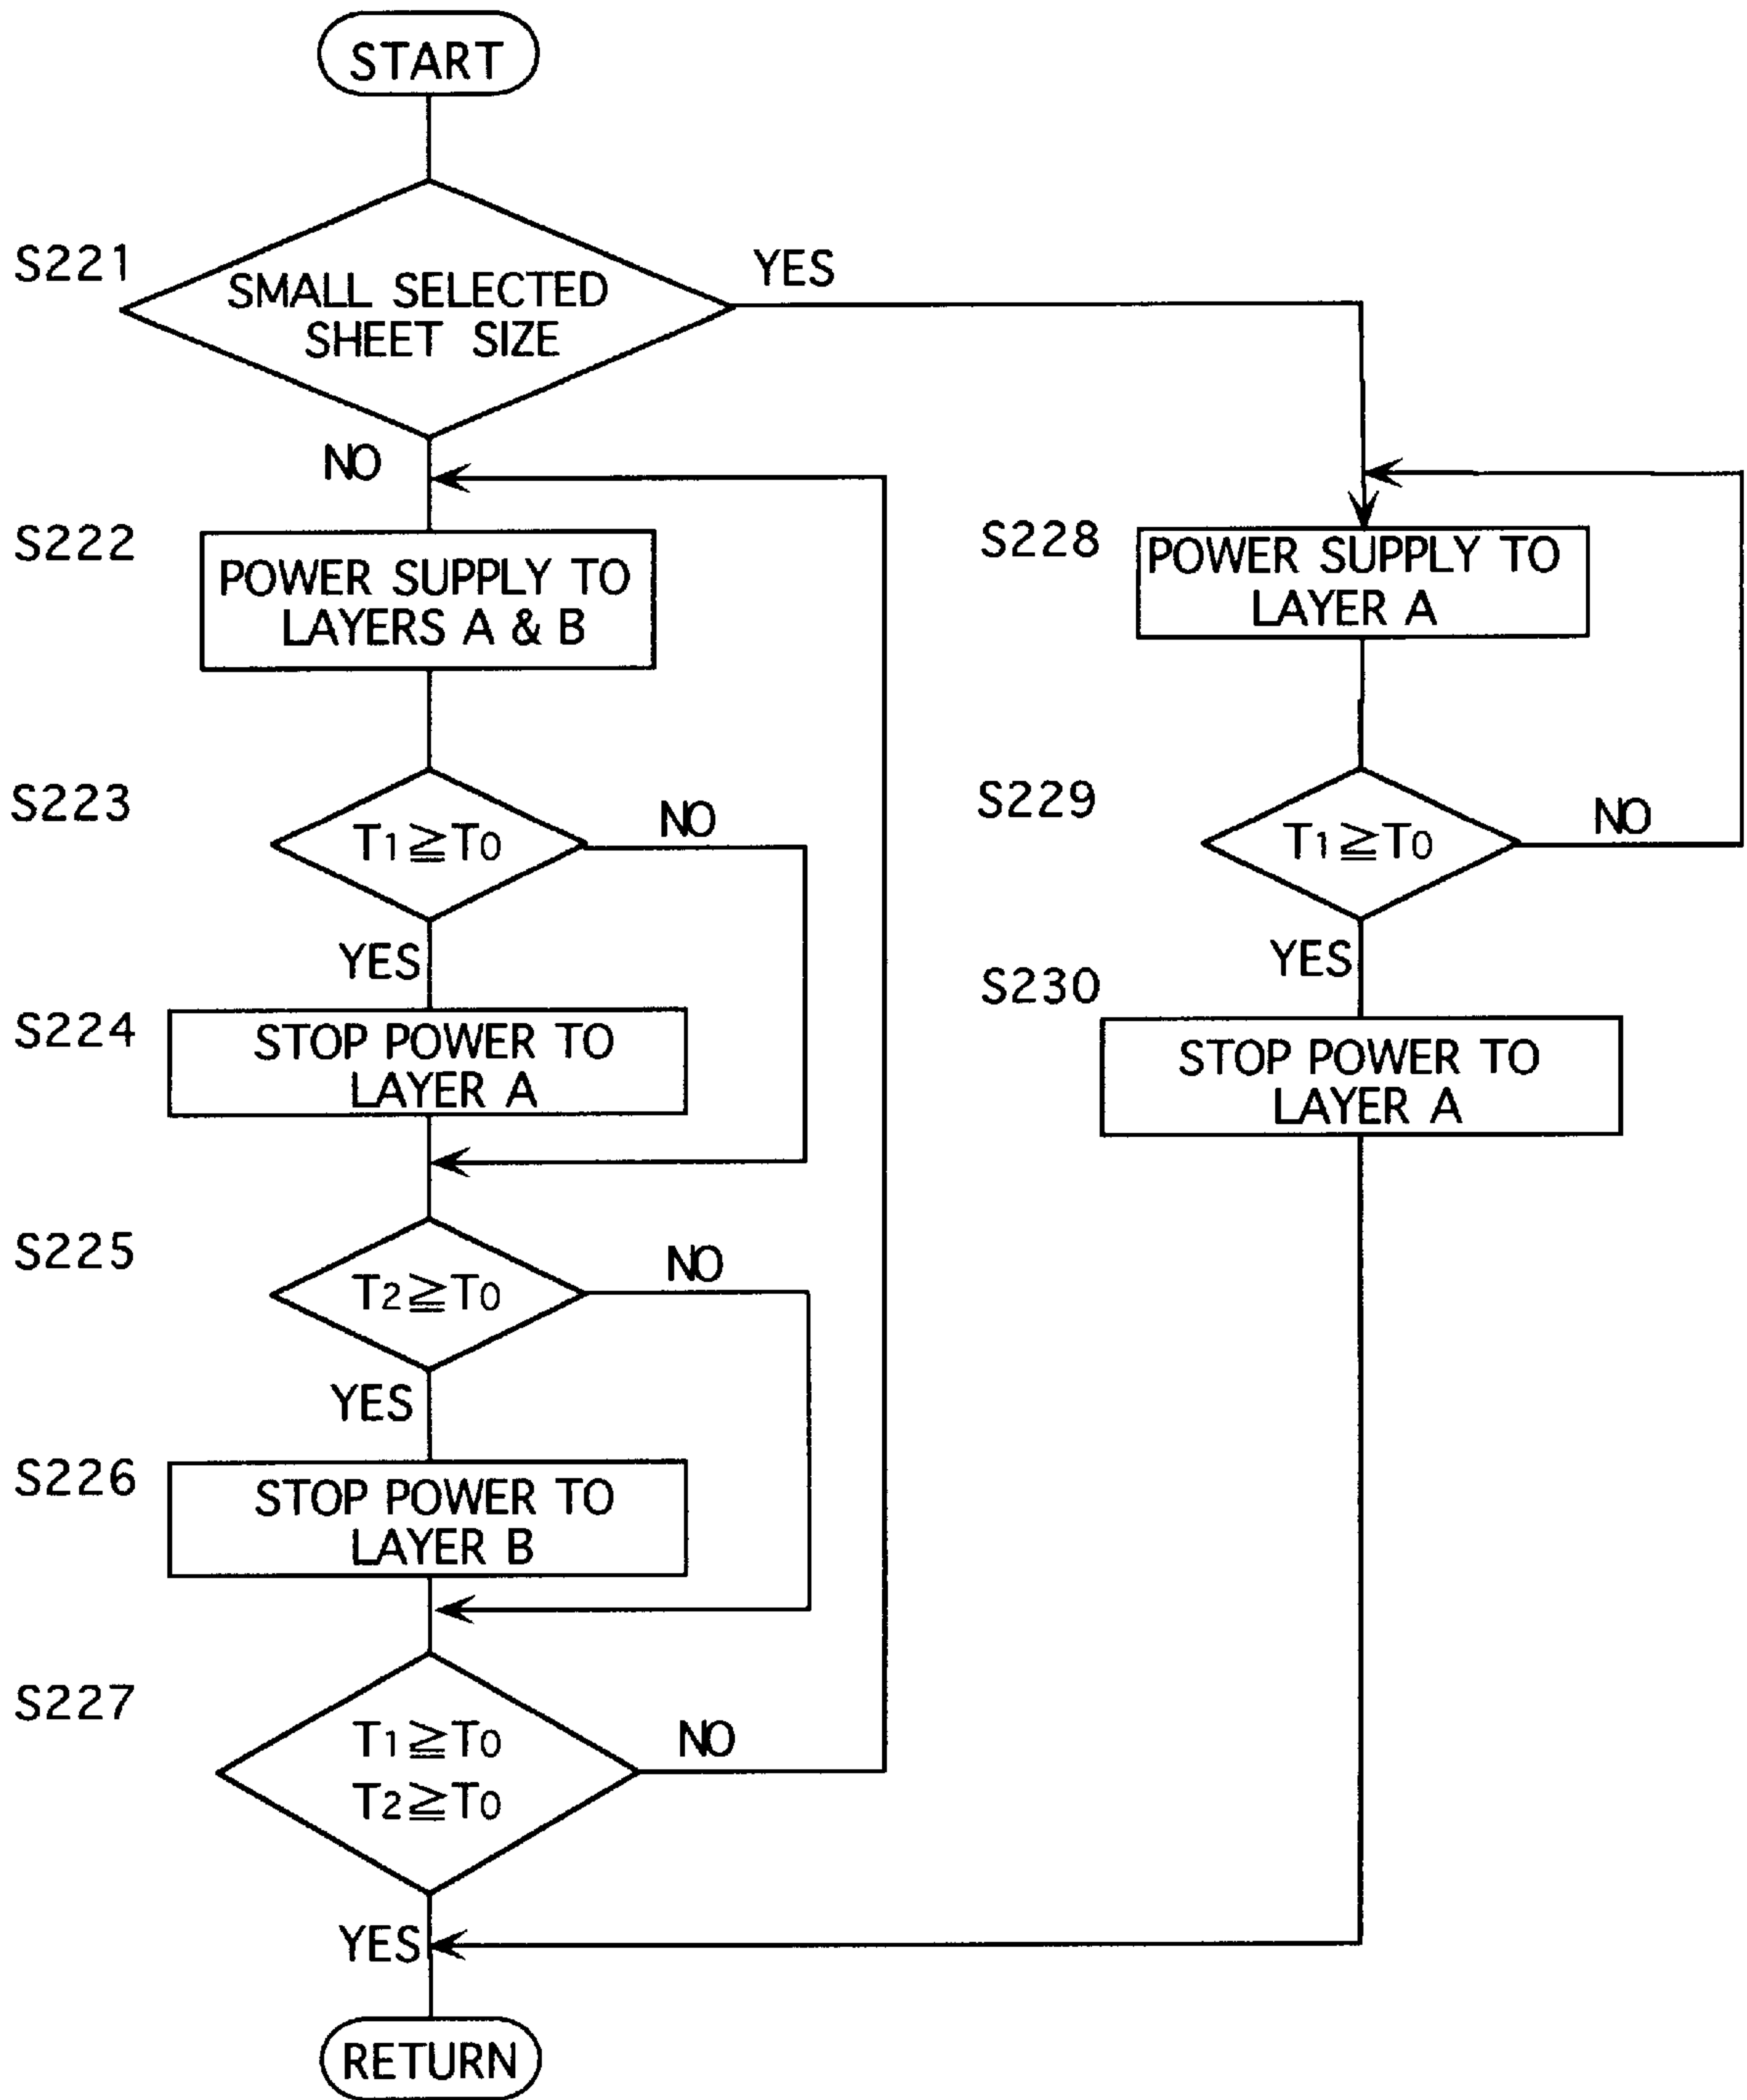 START
S221
SMALL SELECTED
SHEET SIZE
YES
NO
S222
POWER SUPPLY TO
LAYERS A & B
S223
T1≧T0
NO
YES
S224
STOP POWER TO
LAYER A
S225
T2≧T0
NO
YES
S226
STOP POWER TO
LAYER B
S227
T1≧T0
T2≧T0
NO
YES
RETURN
S228
POWER SUPPLY TO
LAYER A
S229
T1≧T0
NO
YES
S230
STOP POWER TO
LAYER A